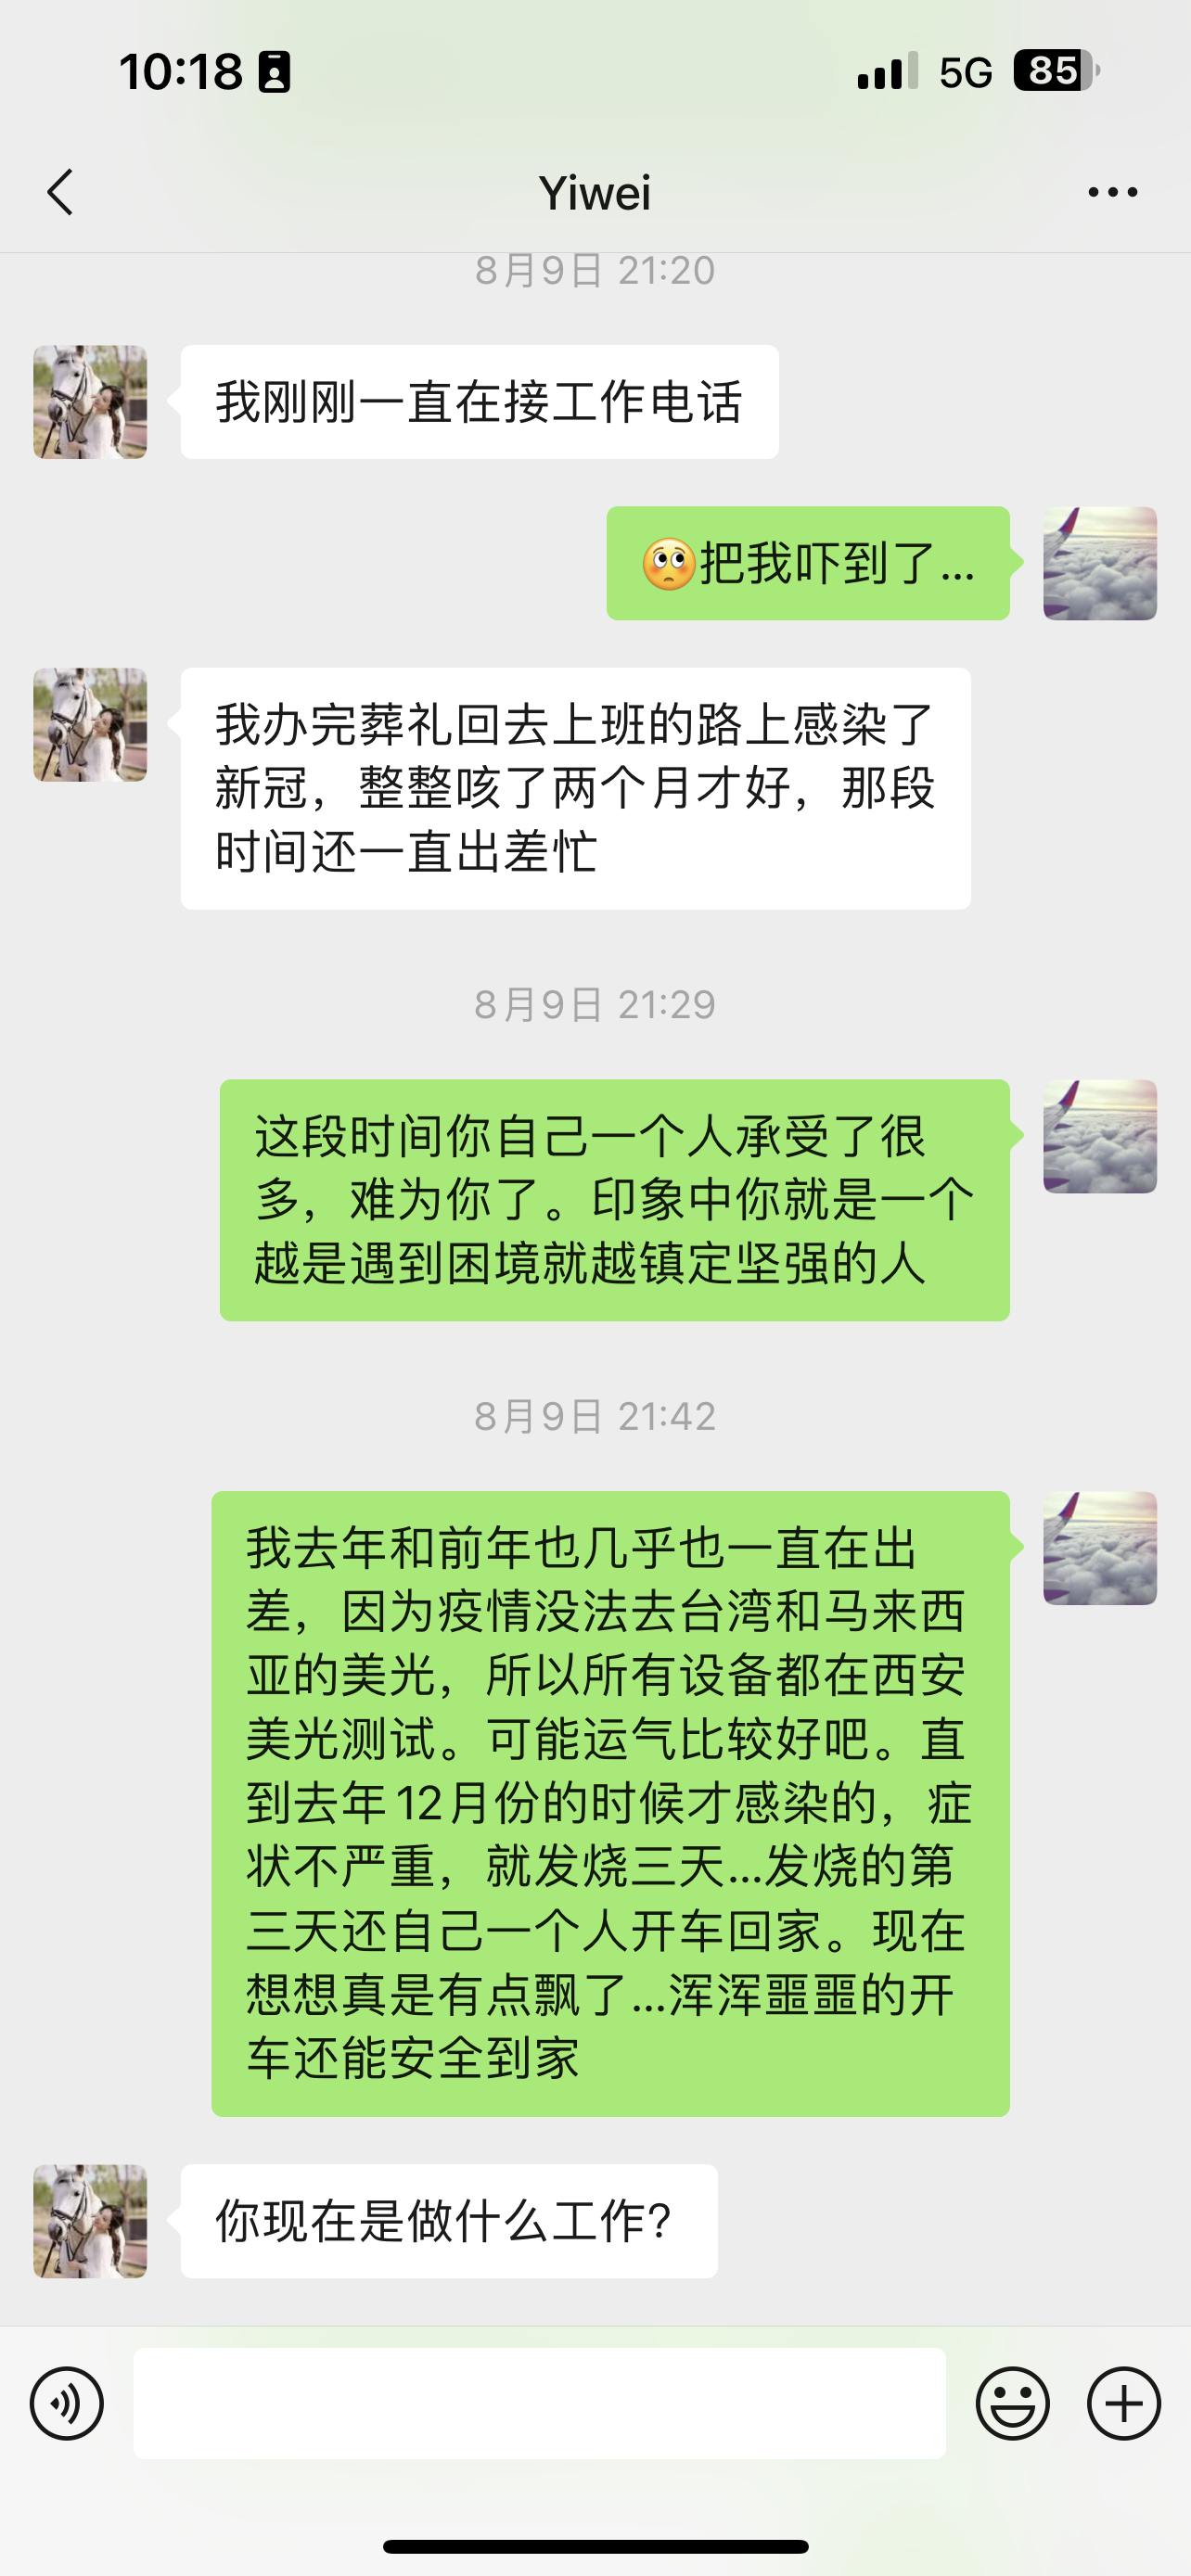 10:18
5G
85
Yiwei
8月9日 21:20
我刚刚一直在接工作电话
🥺把我吓到了...
我办完葬礼回去上班的路上感染了
新冠，整整咳了两个月才好，那段
时间还一直出差忙
8月9日 21:29
这段时间你自己一个人承受了很
多，难为你了。印象中你就是一个
越是遇到困境就越镇定坚强的人
8月9日 21:42
我去年和前年也几乎也一直在出
差，因为疫情没法去台湾和马来西
亚的美光，所以所有设备都在西安
美光测试。可能运气比较好吧。直
到去年12月份的时候才感染的，症
状不严重，就发烧三天...发烧的第
三天还自己一个人开车回家。现在
想想真是有点飘了...浑浑噩噩的开
车还能安全到家
你现在是做什么工作?